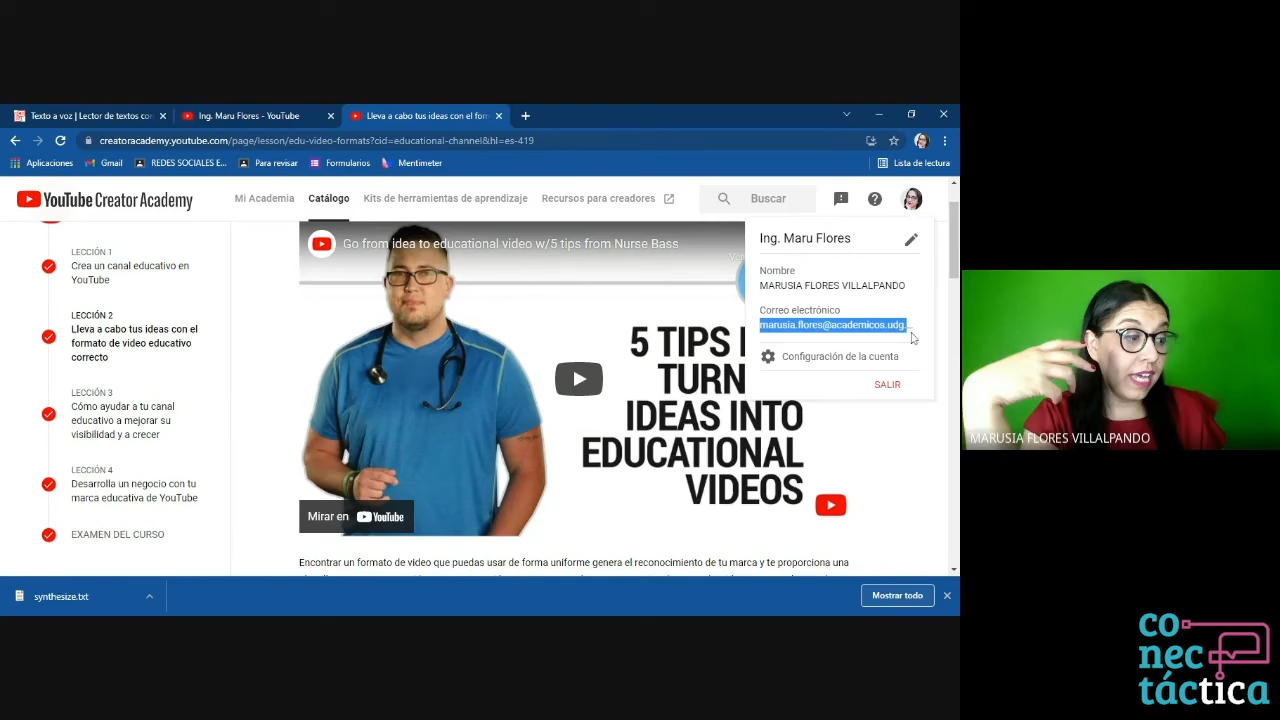 Texto a voz | Lector de textos co
Ing. Maru Flores - YouTube
Lleva a cabo tus ideas con el for
creatoracademy.youtube.com/page/lesson/edu-video-formats?cid=educational-channel&hl=es-419
Aplicaciones
Gmail
REDES SOCIALES E...
Para revisar
Formularios
Mentimeter
Lista de lectura
YouTube Creator Academy
Mi Academia
Catálogo
Kits de herramientas de aprendizaje
Recursos para creadores
Buscar
LECCIÓN 1
Crea un canal educativo en
YouTube
LECCIÓN 2
Lleva a cabo tus ideas con el
formato de video educativo
correcto
LECCIÓN 3
Cómo ayudar a tu canal
educativo a mejorar su
visibilidad y a crecer
LECCIÓN 4
Desarrolla un negocio con tu
marca educativa de YouTube
EXAMEN DEL CURSO
Go from idea to educational video w/5 tips from Nurse Bass
5 TIPS
TURN
IDEAS INTO
EDUCATIONAL
VIDEOS
Mirar en YouTube
Ing. Maru Flores
Nombre
MARUSIA FLORES VILLALPANDO
Correo electrónico
marusia.flores@academicos.udg...
Configuración de la cuenta
SALIR
Encontrar un formato de video que puedas usar de forma uniforme genera el reconocimiento de tu marca y te proporciona una
synthesize.txt
Mostrar todo
MARUSIA FLORES VILLALPANDO
co
nec
táctica